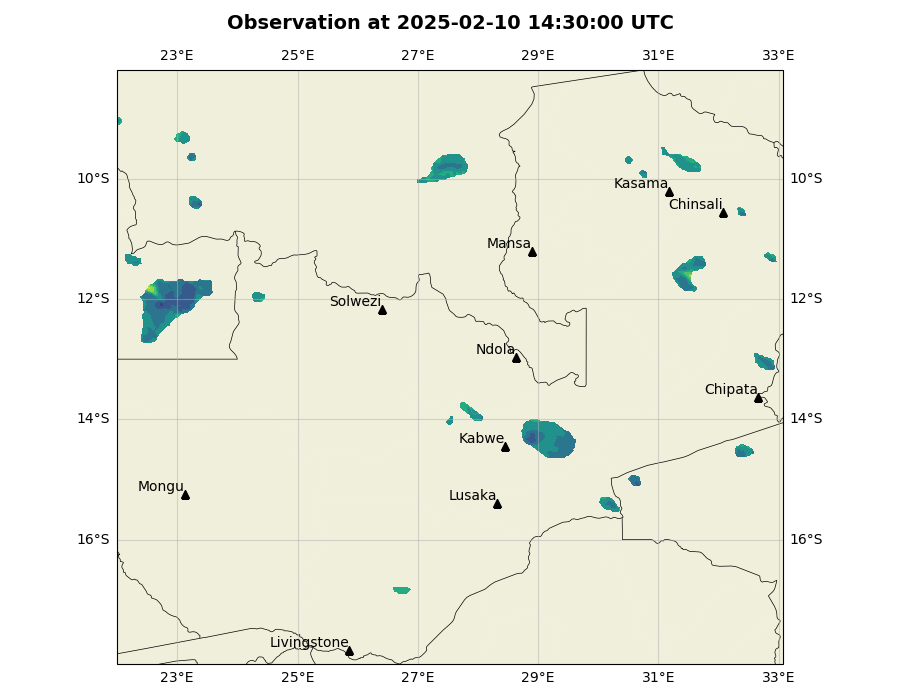 Observation at 2025-02-10 14:30:00 UTC
23°E 25°E 27°E 29°E 31°E 33°E
10°S 10°S
Kasama
Chinsali
Mansa
12°S 12°S
Solwezi
Ndola
Chipata
14°S 14°S
Kabwe
Mongu
Lusaka
16°S 16°S
Livingstone
23°E 25°E 27°E 29°E 31°E 33°E